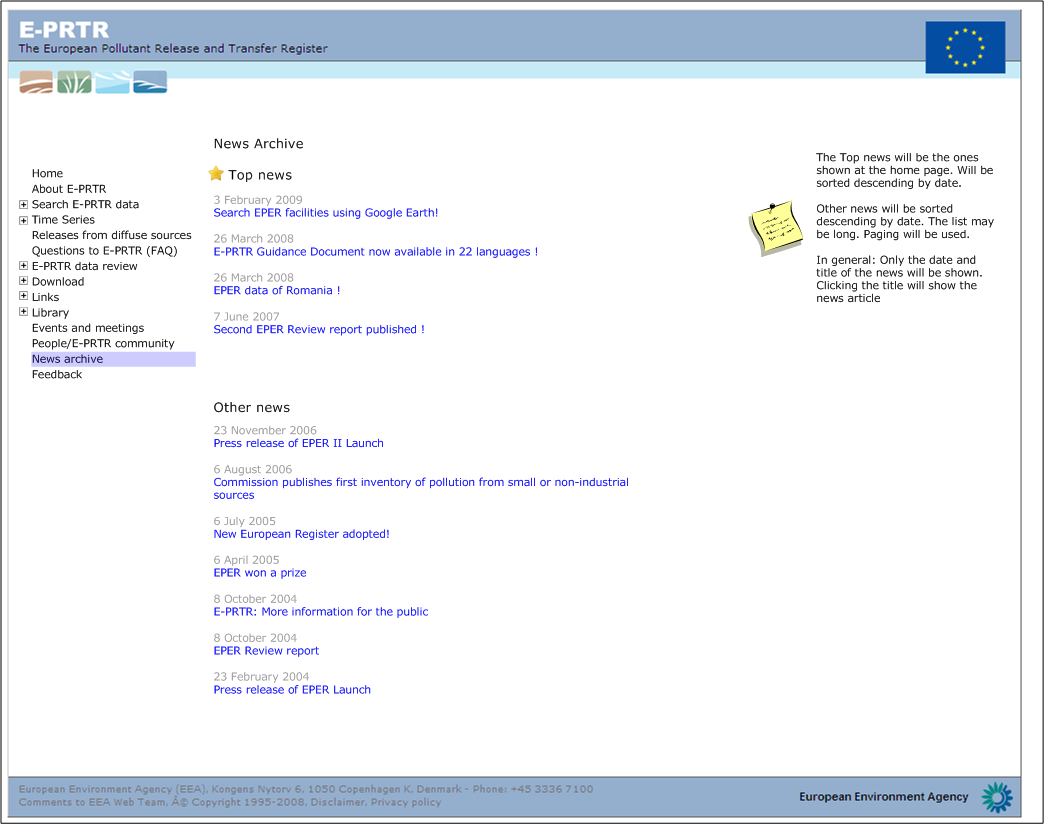 E-PRTR
The European Pollutant Release and Transfer Register
Home
About E-PRTR
Search E-PRTR data
Time Series
Releases from diffuse sources
Questions to E-PRTR (FAQ)
E-PRTR data review
Download
Links
Library
Events and meetings
People/E-PRTR community
News archive
Feedback
News Archive
Top news
3 February 2009
Search EPER facilities using Google Earth!
26 March 2008
E-PRTR Guidance Document now available in 22 languages !
26 March 2008
EPER data of Romania !
7 June 2007
Second EPER Review report published !
Other news
23 November 2006
Press release of EPER II Launch
6 August 2006
Commission publishes first inventory of pollution from small or non-industrial
sources
6 July 2005
New European Register adopted!
6 April 2005
EPER won a prize
8 October 2004
E-PRTR: More information for the public
8 October 2004
EPER Review report
23 February 2004
Press release of EPER Launch
The Top news will be the ones
shown at the home page. Will be
sorted descending by date.
Other news will be sorted
descending by date. The list may
be long. Paging will be used.
In general: Only the date and
title of the news will be shown.
Clicking the title will show the
news article
European Environment Agency (EEA), Kongens Nytorv 6, 1050 Copenhagen K, Denmark - Phone: +45 3336 7100
Comments to EEA Web Team, Â© Copyright 1995-2008. Disclaimer. Privacy policy
European Environment Agency